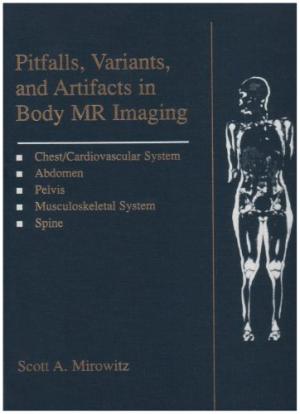 Pitfalls, Variants,
and Artifacts in
Body MR Imaging
Chest/Cardiovascular System
Abdomen
Pelvis
Musculoskeletal System
Spine
Scott A. Mirowitz